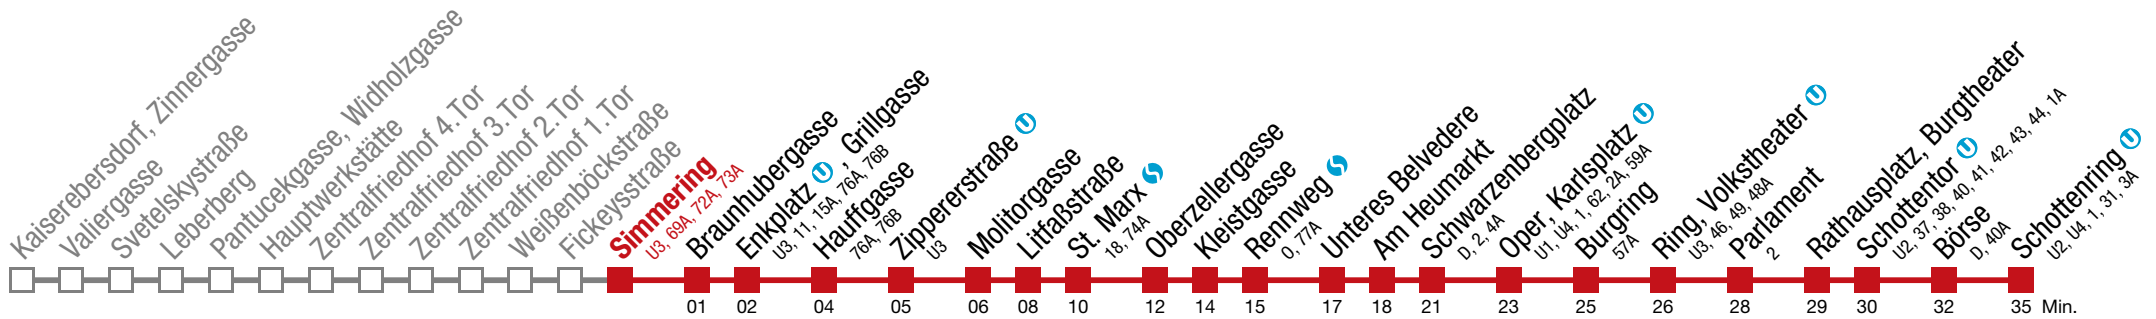 Kaiserebersdorf, Zinnergasse
Valiergasse
Svetelskystraße
Leberberg
Pantucekgasse, Widholzgasse
Hauptwerkstätte
Zentralfriedhof 4.Tor
Zentralfriedhof 3.Tor
Zentralfriedhof 2.Tor
Zentralfriedhof 1.Tor
Weißenböckstraße
Fickeysstraße
Simmering
U3, 69A, 72A, 73A
Braunhubergasse
Enkplatz U, Grillgasse
U3, 11, 15A, 76A, 76B
Hauffgasse
76A, 76B
Zippererstraße U
U3
Molitorgasse
Litfaßstraße
St. Marx S
18, 74A
Oberzellergasse
Kleistgasse
Rennweg S
O, 77A
Unteres Belvedere
Am Heumarkt
Schwarzenbergplatz
D, 2, 4A
Oper, Karlsplatz U
U1, U4, 1, 62, 2A, 59A
Burgring
57A
Ring, Volkstheater U
U3, 46, 49, 48A
Parlament
2
Rathausplatz, Burgtheater
Schottentor U
U2, 37, 38, 40, 41, 42, 43, 44, 1A
Börse
D, 40A
Schottenring U
U2, U4, 1, 31, 3A
01 02 04 05 06 08 10 12 14 15 17 18 21 23 25 26 28 29 30 32 35 Min.